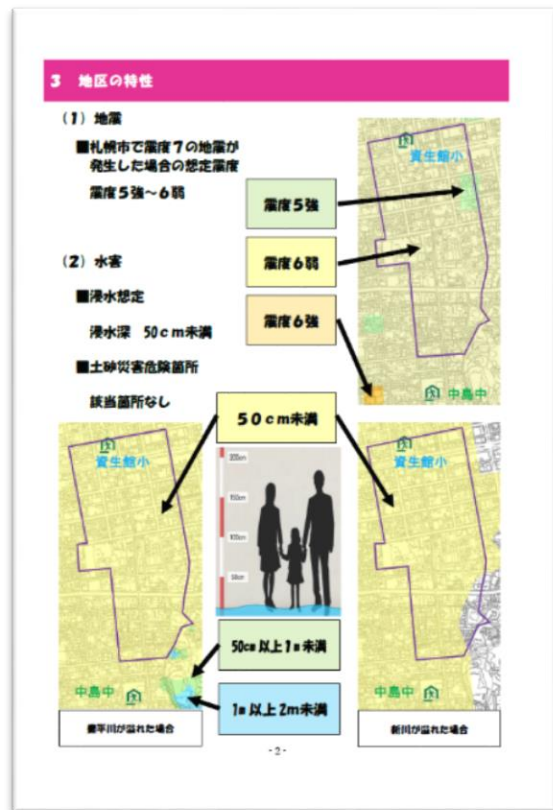 3　地区の特性
（1）地震
■札幌市で震度7の地震が
発生した場合の想定震度
震度5強～6弱
（2）水害
■浸水想定
浸水深　50cm未満
■土砂災害危険箇所
該当箇所なし
震度5強
震度6弱
震度6強
資生館小
中島中
50cm未満
資生館小
中島中
豊平川が溢れた場合
200cm
150cm
100cm
50cm
50cm以上1m未満
1m以上2m未満
資生館小
中島中
新川が溢れた場合
-2-